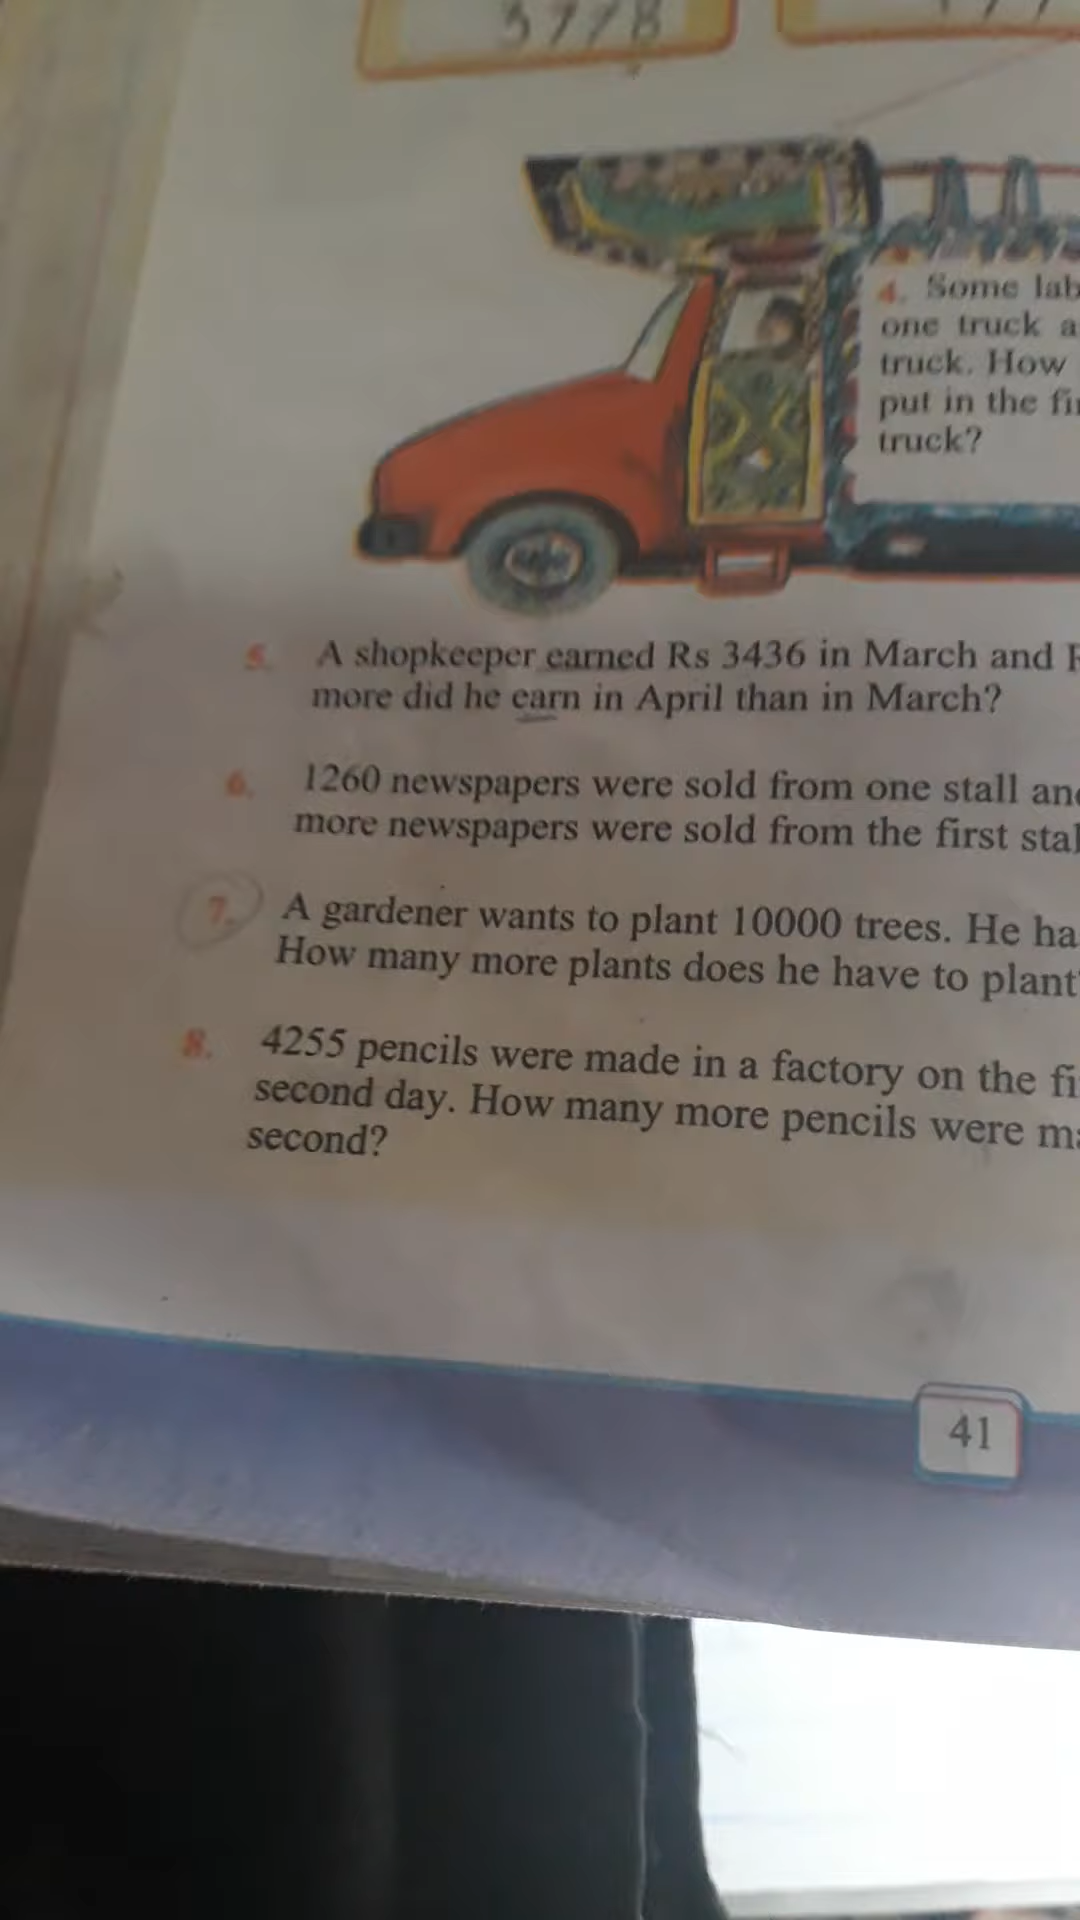 3778
4. Some lab
one truck a
truck. How
put in the fir
truck?
5. A shopkeeper earned Rs 3436 in March and R
more did he earn in April than in March?
6. 1260 newspapers were sold from one stall and
more newspapers were sold from the first stal
7. A gardener wants to plant 10000 trees. He ha
How many more plants does he have to plant
8. 4255 pencils were made in a factory on the fi
second day. How many more pencils were ma
second?
41